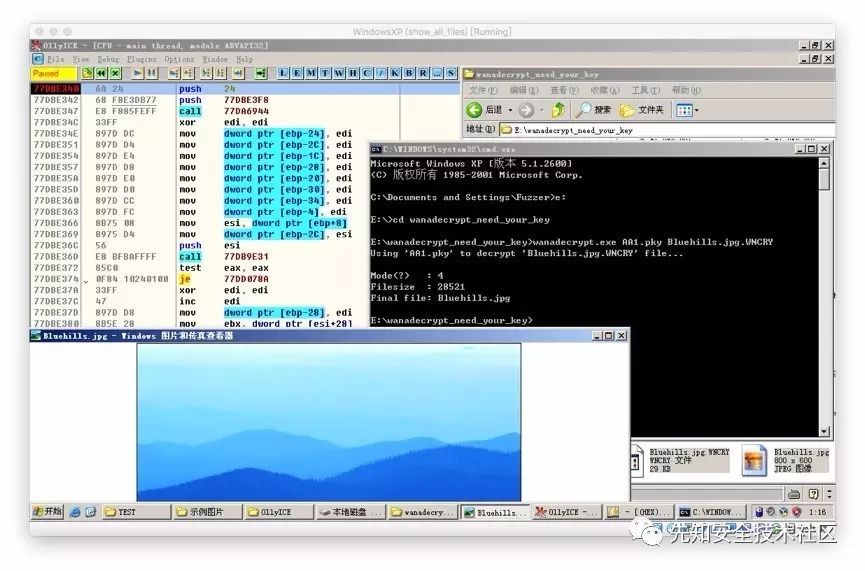 WindowsXP (show_all_files) [Running]
OllyICE - [CPU - main thread, module ADVAPI32]
File View Debug Plugins Options Window Help
Paused
L E M T W H C / K B R ... S
77DBE340 6A 24 push 24
77DBE342 68 F8E3DB77 push 77DBE3F8
77DBE347 E8 F885FEFF call 77DA6944
77DBE34C 33FF xor edi, edi
77DBE34E 897D DC mov dword ptr [ebp-24], edi
77DBE351 897D D4 mov dword ptr [ebp-2C], edi
77DBE354 897D E4 mov dword ptr [ebp-1C], edi
77DBE357 897D D8 mov dword ptr [ebp-28], edi
77DBE35A 897D E0 mov dword ptr [ebp-20], edi
77DBE35D 897D D0 mov dword ptr [ebp-30], edi
77DBE360 897D CC mov dword ptr [ebp-34], edi
77DBE363 897D FC mov dword ptr [ebp-4], edi
77DBE366 8B75 08 mov esi, dword ptr [ebp+8]
77DBE369 8975 D4 mov dword ptr [ebp-2C], esi
77DBE36C 56 push esi
77DBE36D E8 BFBAFFFF call 77DB9E31
77DBE372 85C0 test eax, eax
77DBE374 0F84 10240100 je 77DD078A
77DBE37A 33FF xor edi, edi
77DBE37C 47 inc edi
77DBE37D 897D D8 mov dword ptr [ebp-28], edi
77DBE380 8B5E 28 mov ebx, dword ptr [esi+28]
wanadecrypt_need_your_key
文件(F) 编辑(E) 查看(V) 收藏(A) 工具(T) 帮助(H)
后退 搜索 文件夹
地址(D) E:\wanadecrypt_need_your_key
C:\WINDOWS\system32\cmd.exe
Microsoft Windows XP [版本 5.1.2600]
(C) 版权所有 1985-2001 Microsoft Corp.
C:\Documents and Settings\Fuzzer>e:
E:\>cd wanadecrypt_need_your_key
E:\wanadecrypt_need_your_key>wanadecrypt.exe AA1.pky Bluehills.jpg.WNCRY
Using 'AA1.pky' to decrypt 'Bluehills.jpg.WNCRY' file...
Mode(?) : 4
Filesize : 28521
Final file: Bluehills.jpg
E:\wanadecrypt_need_your_key>
Bluehills.jpg - Windows 图片和传真查看器
Bluehills.jpg.WNCRY
WNCRY 文件
29 KB
Bluehills.jpg
800 x 600
JPEG 图像
开始 TEST 示例图片 OllyICE 本地磁盘... wanadecry... Bluehills... OllyICE -... - [OXEX)... C:\WINDOW... 1:16
先知安全技术社区